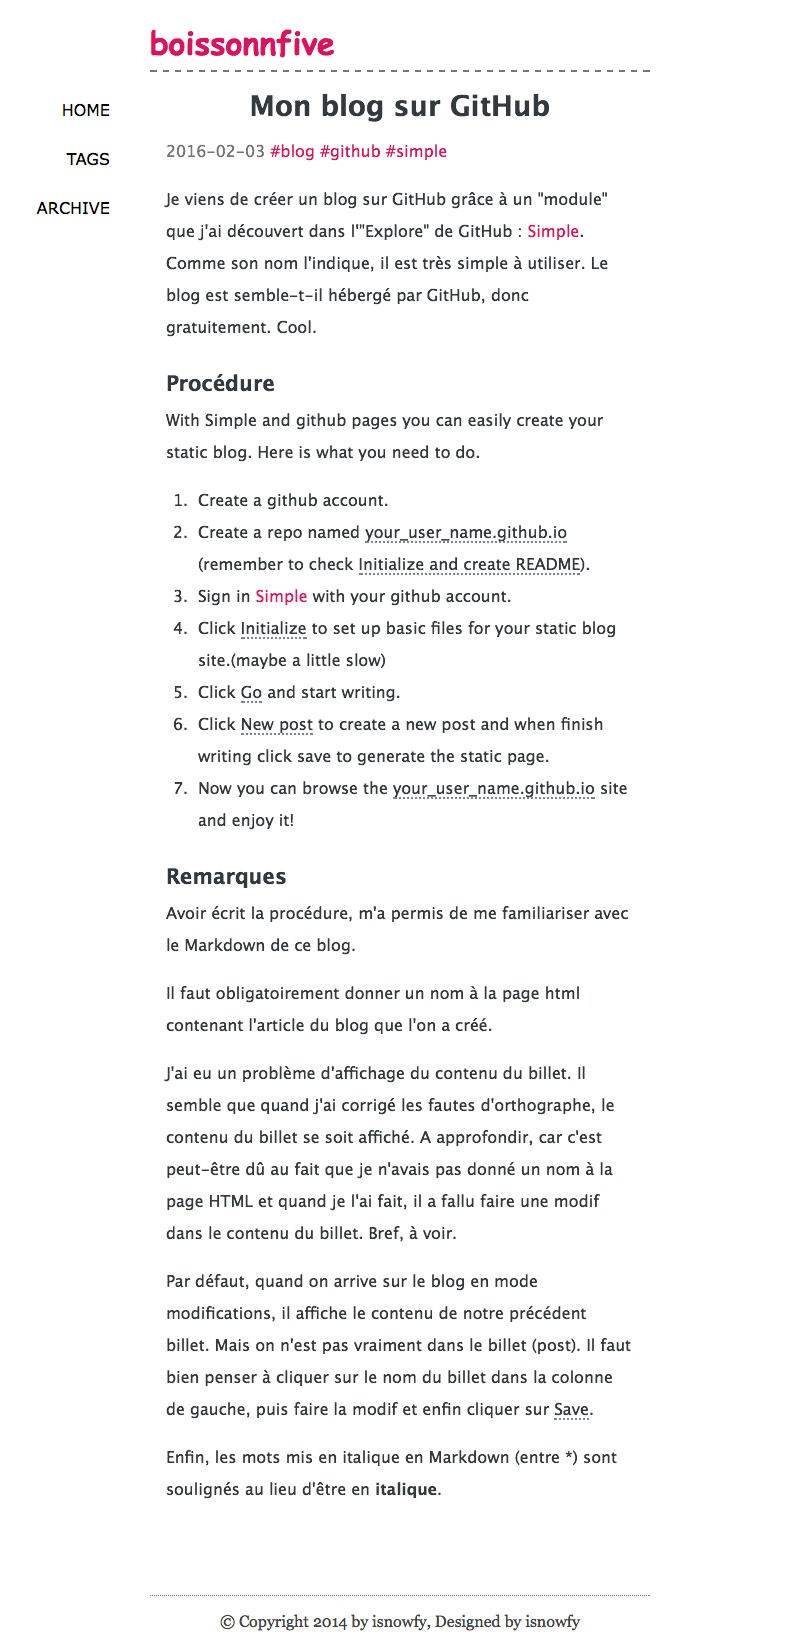 boissonnfive
HOME
TAGS
ARCHIVE
Mon blog sur GitHub
2016-02-03 #blog #github #simple
Je viens de créer un blog sur GitHub grâce à un "module"
que j'ai découvert dans l'"Explore" de GitHub : Simple.
Comme son nom l'indique, il est très simple à utiliser. Le
blog est semble-t-il hébergé par GitHub, donc
gratuitement. Cool.
Procédure
With Simple and github pages you can easily create your
static blog. Here is what you need to do.
1. Create a github account.
2. Create a repo named your_user_name.github.io
(remember to check Initialize and create README).
3. Sign in Simple with your github account.
4. Click Initialize to set up basic files for your static blog
site.(maybe a little slow)
5. Click Go and start writing.
6. Click New post to create a new post and when finish
writing click save to generate the static page.
7. Now you can browse the your_user_name.github.io site
and enjoy it!
Remarques
Avoir écrit la procédure, m'a permis de me familiariser avec
le Markdown de ce blog.
Il faut obligatoirement donner un nom à la page html
contenant l'article du blog que l'on a créé.
J'ai eu un problème d'affichage du contenu du billet. Il
semble que quand j'ai corrigé les fautes d'orthographe, le
contenu du billet se soit affiché. A approfondir, car c'est
peut-être dû au fait que je n'avais pas donné un nom à la
page HTML et quand je l'ai fait, il a fallu faire une modif
dans le contenu du billet. Bref, à voir.
Par défaut, quand on arrive sur le blog en mode
modifications, il affiche le contenu de notre précédent
billet. Mais on n'est pas vraiment dans le billet (post). Il faut
bien penser à cliquer sur le nom du billet dans la colonne
de gauche, puis faire la modif et enfin cliquer sur Save.
Enfin, les mots mis en italique en Markdown (entre *) sont
soulignés au lieu d'être en italique.
© Copyright 2014 by isnowfy, Designed by isnowfy